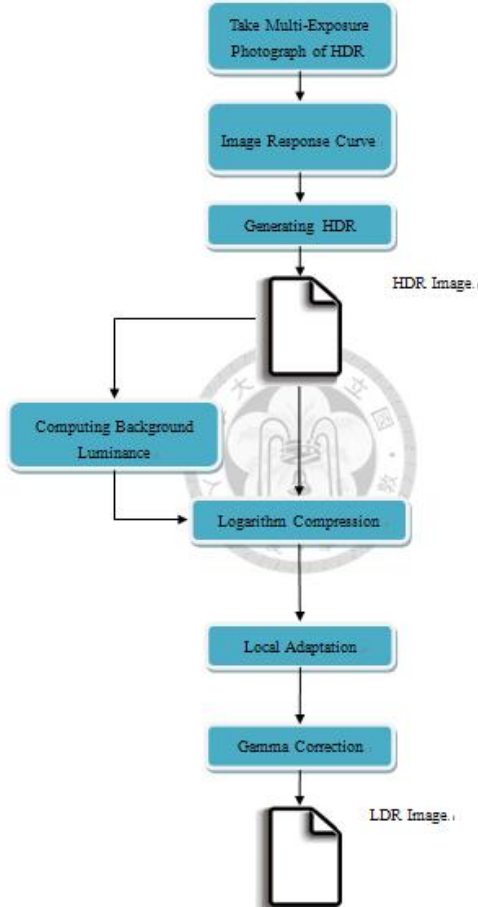 Take Multi-Exposure
Photograph of HDR
Image Response Curve
Generating HDR
HDR Image.
Computing Background
Luminance
Logarithm Compression
Local Adaptation
Gamma Correction
LDR Image.